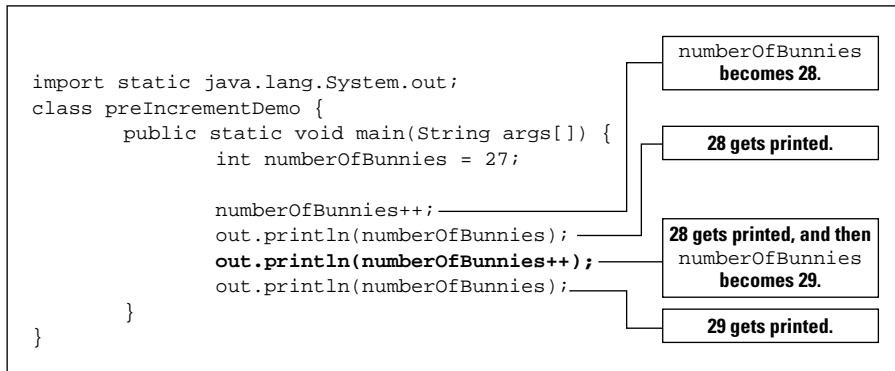 import static java.lang.System.out;
class preIncrementDemo {
public static void main(String args[]) {
int numberOfBunnies = 27;
numberOfBunnies++;
out.println(numberOfBunnies);
out.println(numberOfBunnies++);
out.println(numberOfBunnies);
}
}
numberOfBunnies
becomes 28.
28 gets printed.
28 gets printed, and then
numberOfBunnies
becomes 29.
29 gets printed.